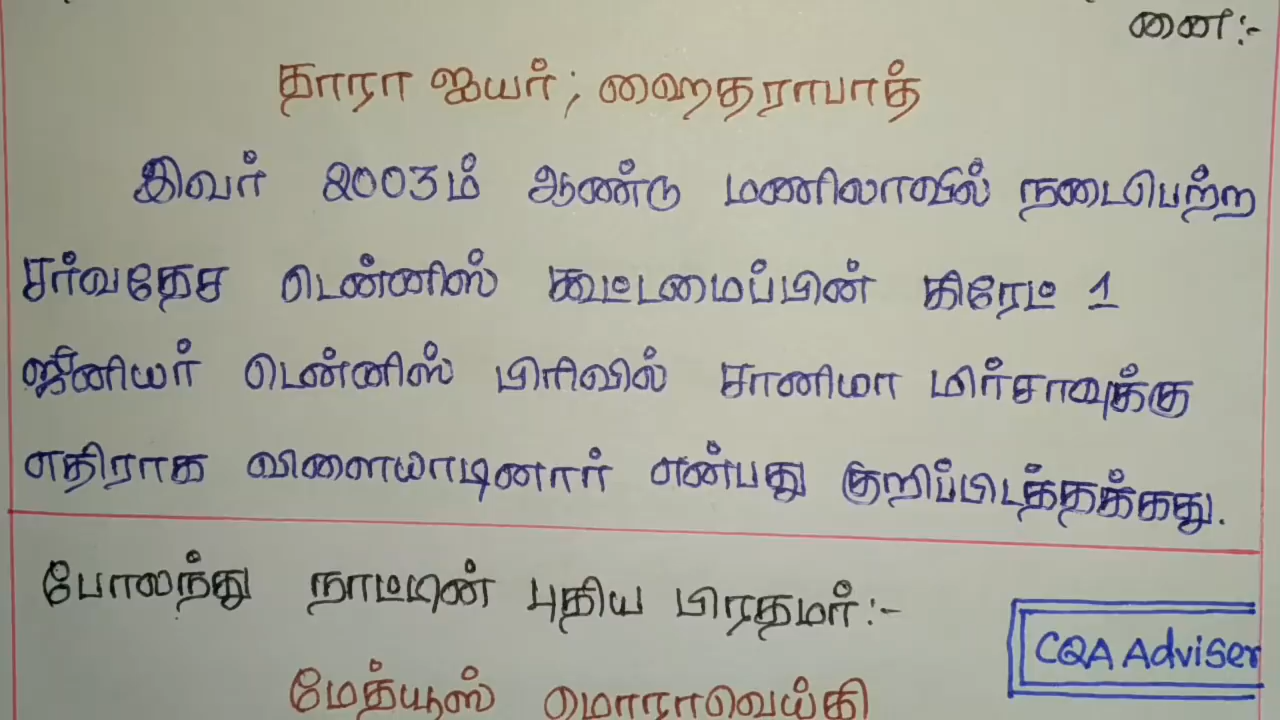 னை:-
தாரா ஐயர் ; ஹைதராபாத்
இவர் 2003ம் ஆண்டு மணிலாவில் நடைபெற்ற
சர்வதேச டென்னிஸ் கூட்டமைப்பின் கிரேட் 1
ஜீனியர் டென்னிஸ் பிரிவில் சானிமா மிர்சாவுக்கு
எதிராக விளையாடினார் என்பது குறிப்பிடத்தக்கது.
போலந்து நாட்டின் புதிய பிரதமர்:-
CQA Adviser
மேத்யூஸ் மொராவெய்கி